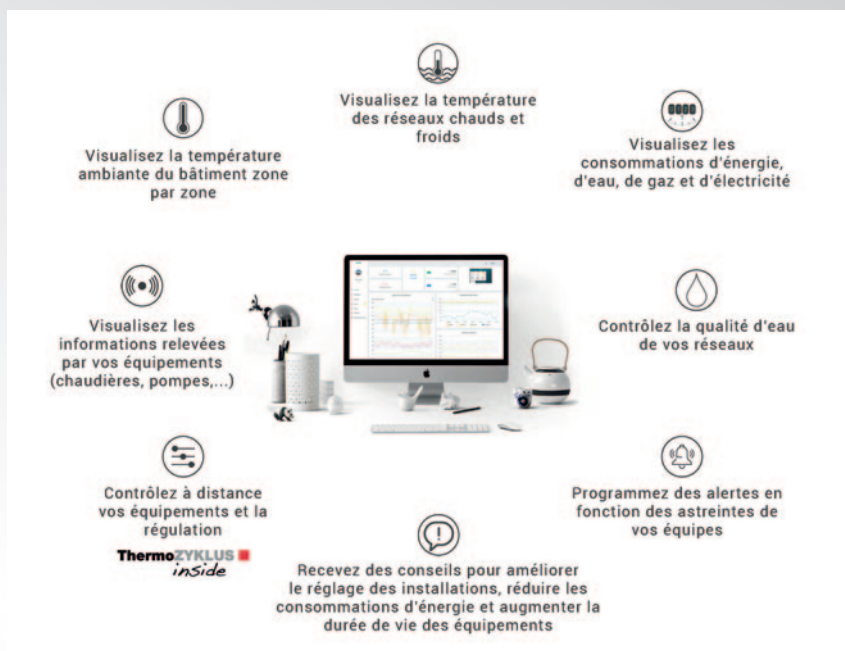 Visualisez la température
des réseaux chauds et
froids
Visualisez la température
ambiante du bâtiment zone
par zone
Visualisez les
consommations d'énergie,
d'eau, de gaz et d'électricité
Visualisez les
informations relevées
par vos équipements
(chaudières, pompes,...)
Contrôlez la qualité d'eau
de vos réseaux
Contrôlez à distance
vos équipements et la
régulation
ThermoZYKLUS
inside
Programmez des alertes en
fonction des astreintes de
vos équipes
Recevez des conseils pour améliorer
le réglage des installations, réduire les
consommations d'énergie et augmenter la
durée de vie des équipements